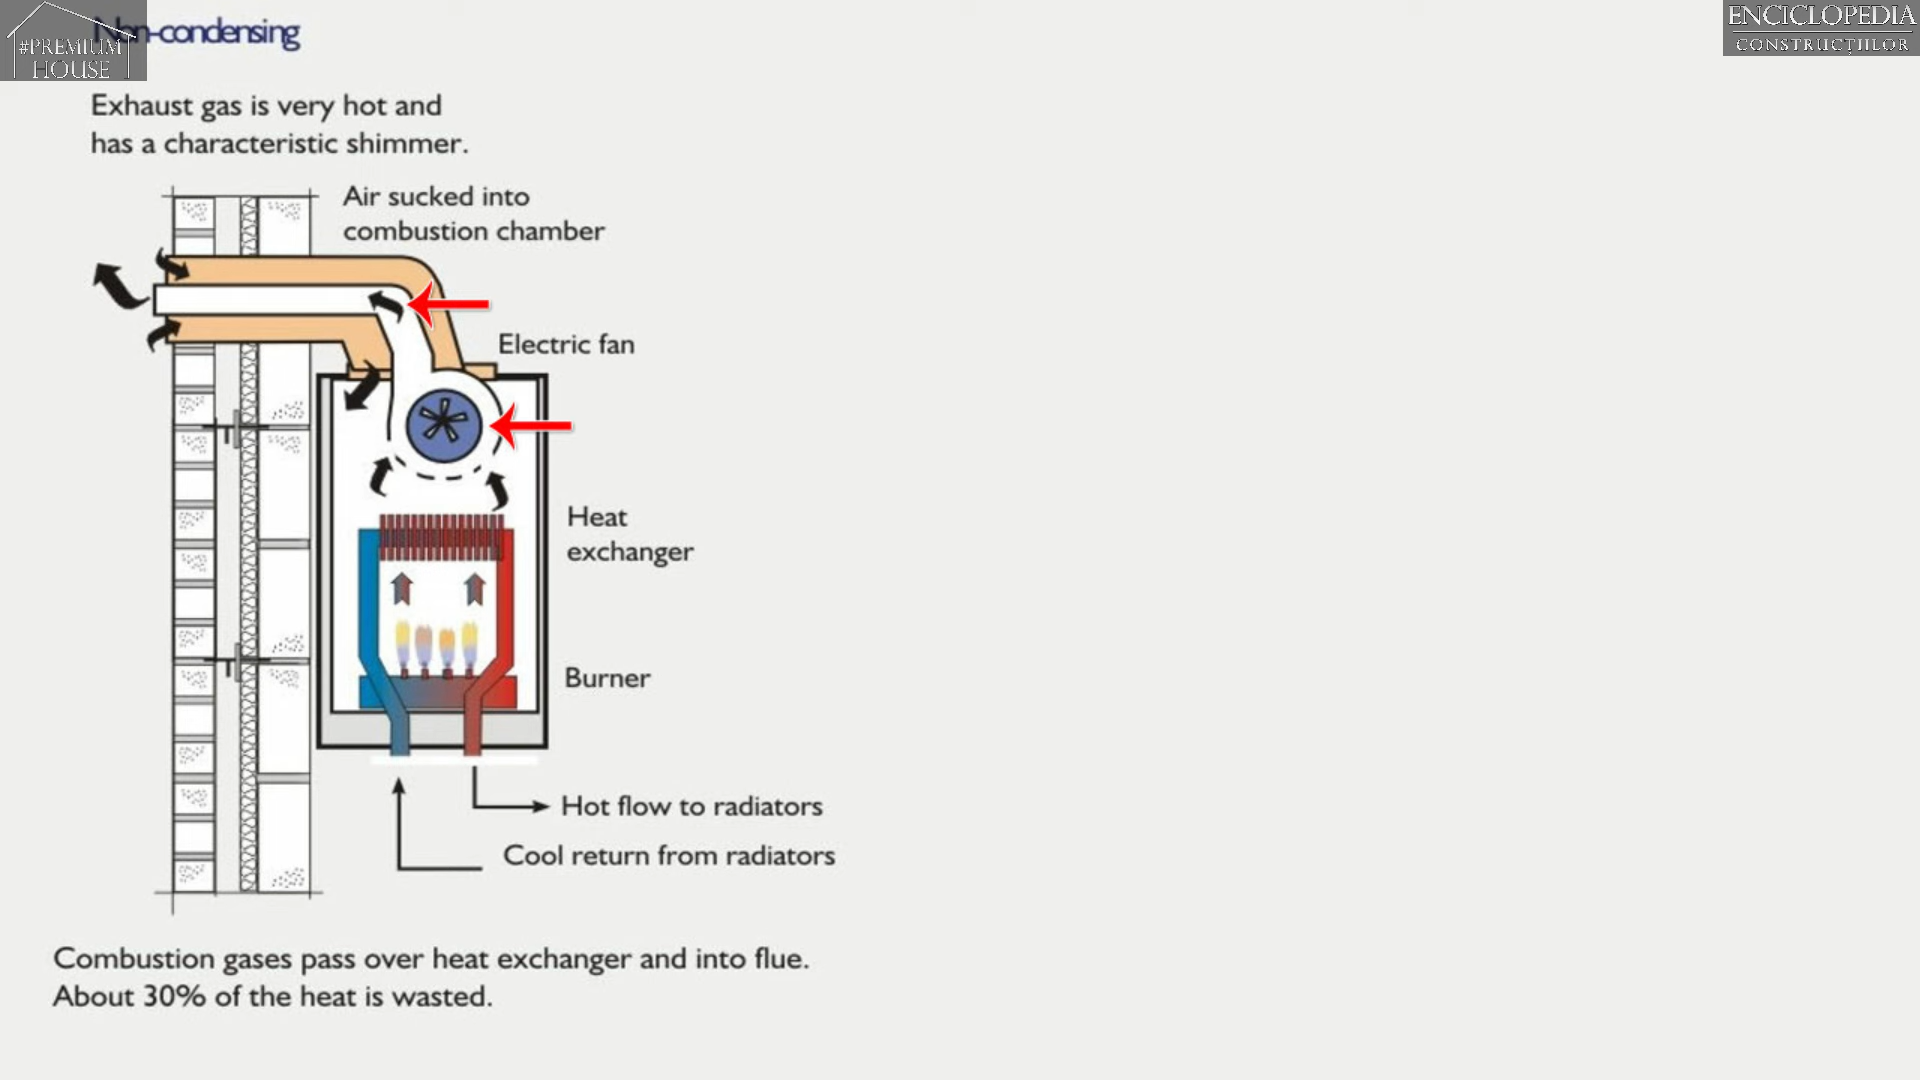 Non-condensing
#PREMIUM
HOUSE
ENCICLOPEDIA
CONSTRUCȚIILOR
Exhaust gas is very hot and
has a characteristic shimmer.
Air sucked into
combustion chamber
Electric fan
Heat
exchanger
Burner
Hot flow to radiators
Cool return from radiators
Combustion gases pass over heat exchanger and into flue.
About 30% of the heat is wasted.